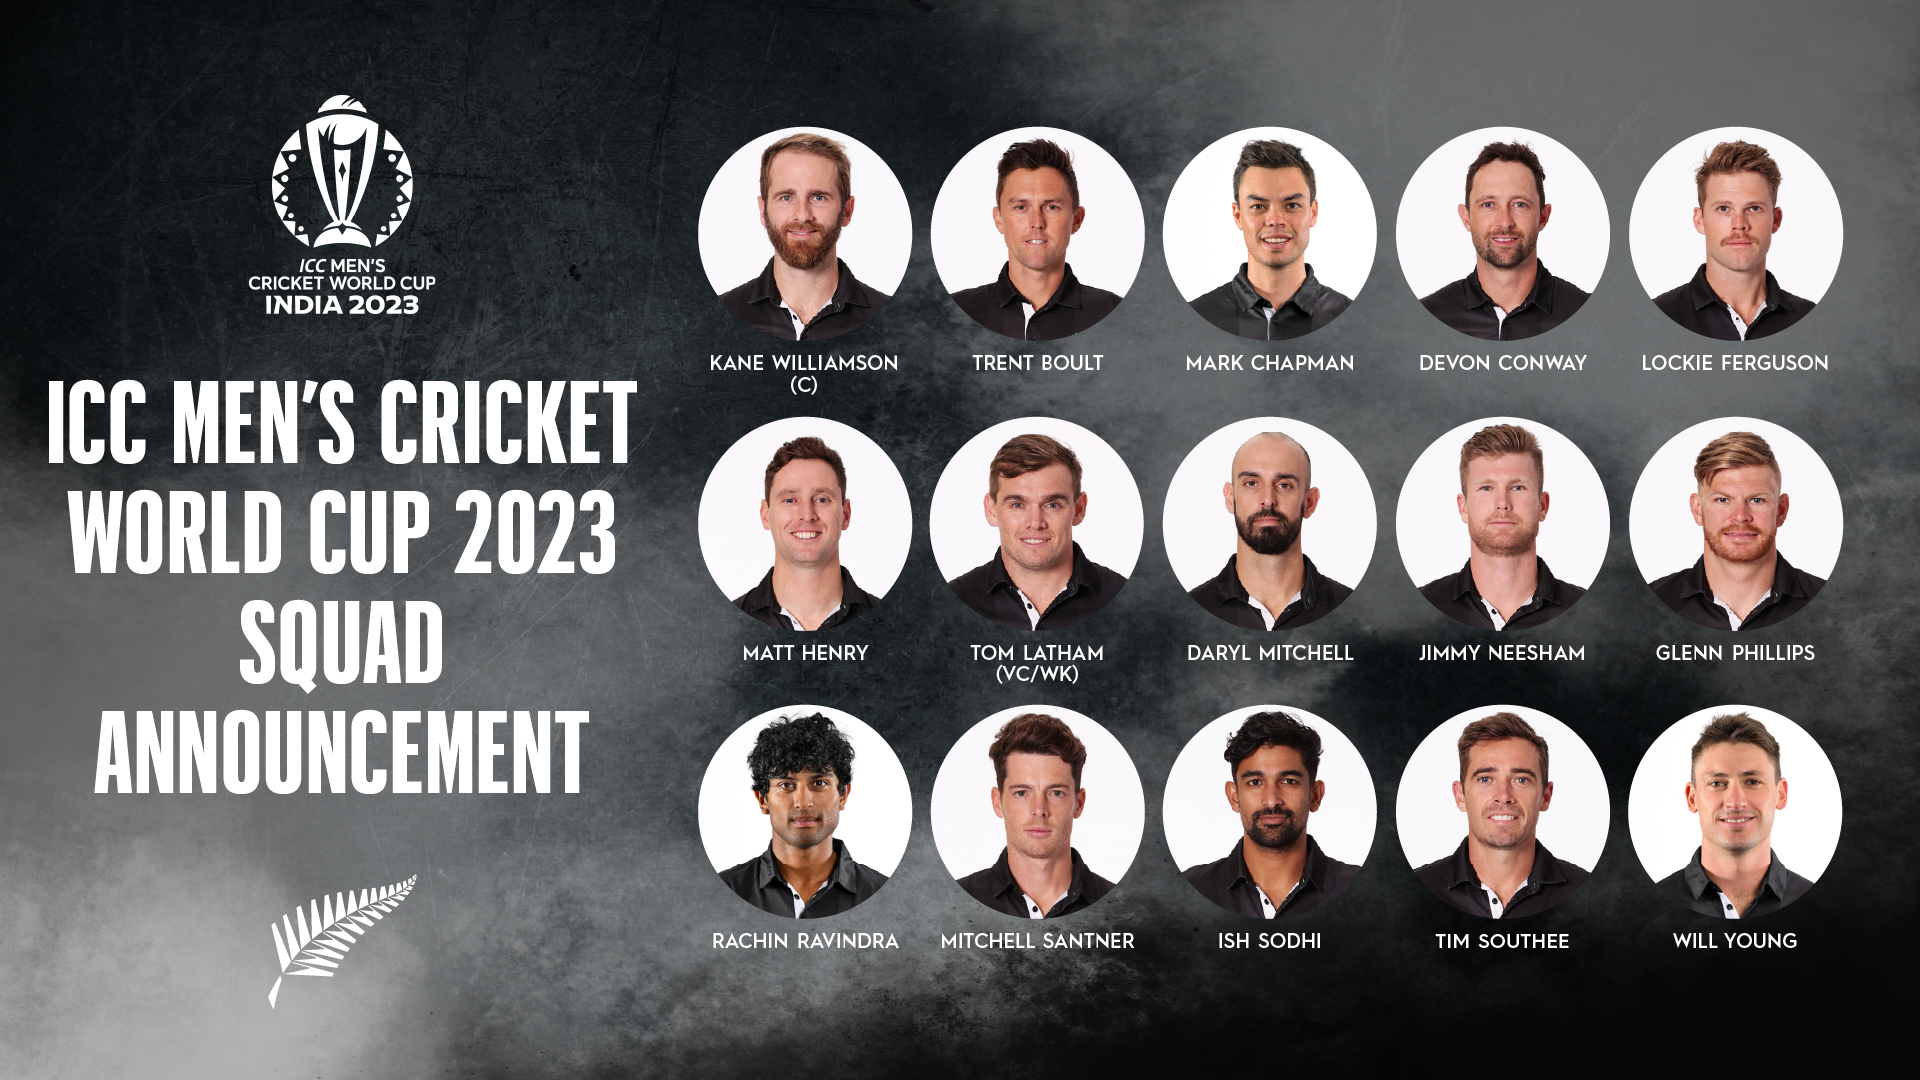 ICC MEN'S
CRICKET WORLD CUP
INDIA 2023
ICC MEN'S CRICKET
WORLD CUP 2023
SQUAD
ANNOUNCEMENT
KANE WILLIAMSON
(C)
TRENT BOULT
MARK CHAPMAN
DEVON CONWAY
LOCKIE FERGUSON
MATT HENRY
TOM LATHAM
(VC/WK)
DARYL MITCHELL
JIMMY NEESHAM
GLENN PHILLIPS
RACHIN RAVINDRA
MITCHELL SANTNER
ISH SODHI
TIM SOUTHEE
WILL YOUNG